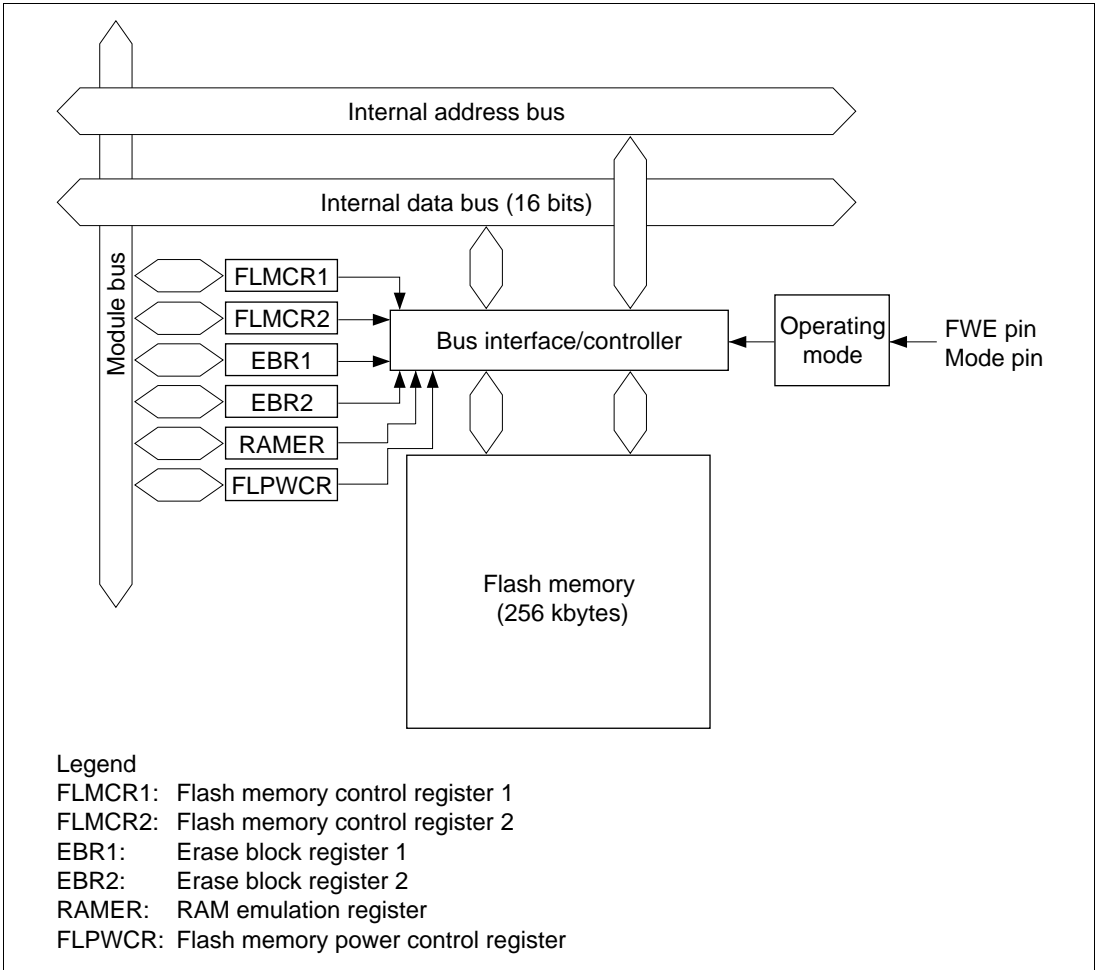 Internal address bus
Internal data bus (16 bits)
Module bus
FLMCR1
FLMCR2
EBR1
EBR2
RAMER
FLPWCR
Bus interface/controller
Operating
mode
FWE pin
Mode pin
Flash memory
(256 kbytes)
Legend
FLMCR1: Flash memory control register 1
FLMCR2: Flash memory control register 2
EBR1: Erase block register 1
EBR2: Erase block register 2
RAMER: RAM emulation register
FLPWCR: Flash memory power control register